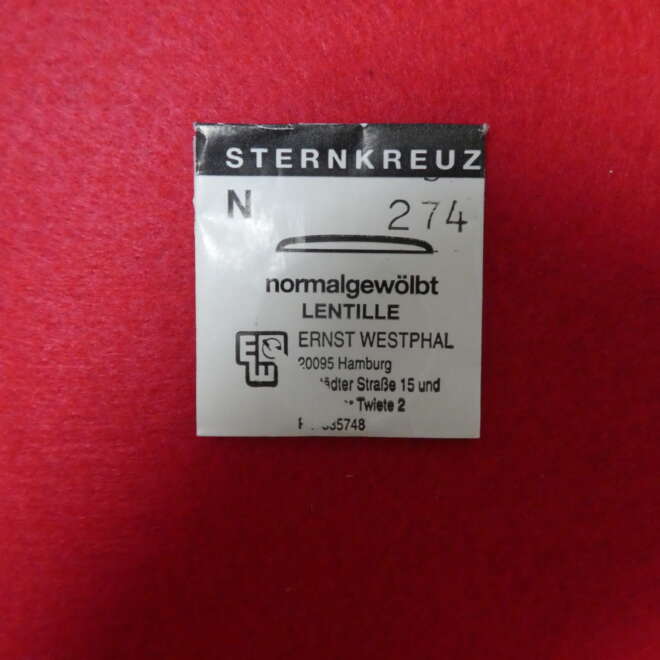 STERNKREUZ
N 274
normalgewölbt
LENTILLE
ERNST WESTPHAL
20095 Hamburg
Straße 15 und
Twiete 2